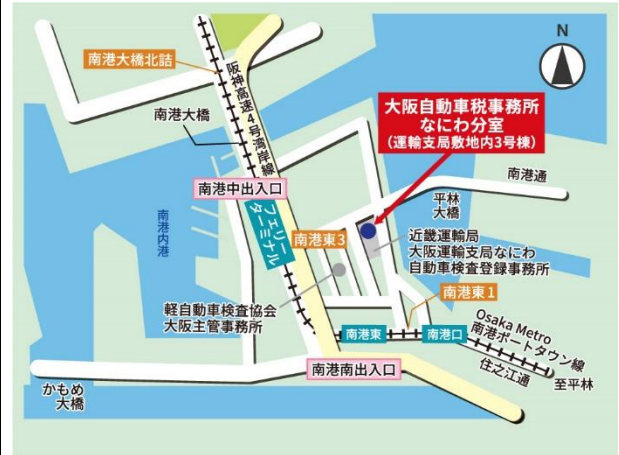 N
南港大橋北詰
阪神高速4号湾岸線
大阪自動車税事務所
なにわ分室
(運輸支局敷地内3号棟)
南港大橋
南港通
南港中出入口
平林
大橋
南港内港
フェリー
ターミナル
南港東3
近畿運輸局
大阪運輸支局なにわ
自動車検査登録事務所
軽自動車検査協会
大阪主管事務所
南港東1
南港東
南港口
Osaka Metro
南港ポートタウン線
住之江通
至平林
南港南出入口
かもめ
大橋